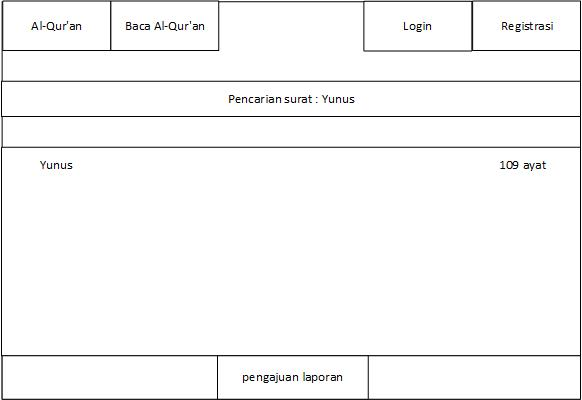 Al-Qur'an
Baca Al-Qur'an
Login
Registrasi
Pencarian surat : Yunus
Yunus
109 ayat
pengajuan laporan